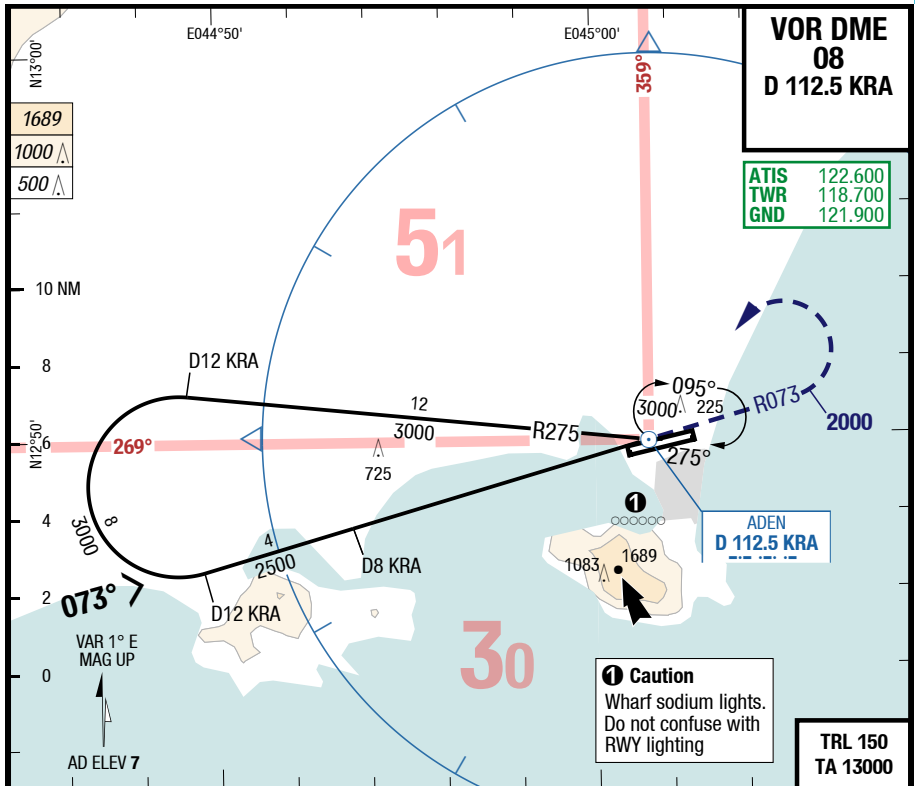 E044°50'
E045°00'
VOR DME
08
D 112.5 KRA
N13°00'
359°
1689
1000
500
ATIS 122.600
TWR 118.700
GND 121.900
51
10 NM
8
D12 KRA
095°
3000 225
R073
2000
12
3000
R275
275°
6
N12°50'
269°
725
4
8
3000
1
ADEN
D 112.5 KRA
4
2500
D8 KRA
1689
1083
073°
D12 KRA
2
VAR 1° E
MAG UP
0
30
1 Caution
Wharf sodium lights.
Do not confuse with
RWY lighting
AD ELEV 7
TRL 150
TA 13000